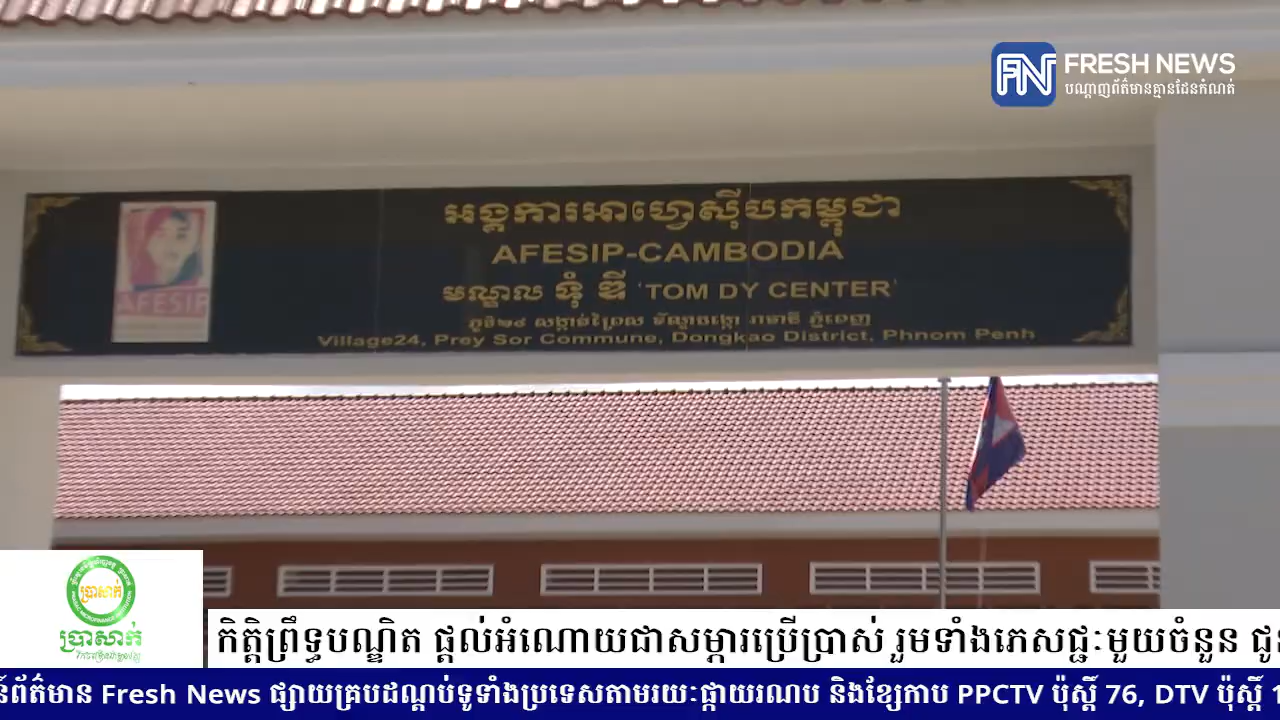 FRESH NEWS
បណ្តាញព័ត៌មានគ្មានដែនកំណត់
អង្គការអាហ្វេស៊ីបកម្ពុជា
AFESIP-CAMBODIA
មណ្ឌល ទុំ ឌី 'TOM DY CENTER'
Village24, Prey Sor Commune, Dongkao District, Phnom Penh
AFESIP
ប្រាសាក់
ប្រាសាក់
កិត្តិព្រឹទ្ធបណ្ឌិត ផ្តល់អំណោយជាសម្ភារប្រើប្រាស់ រួមទាំងភេសជ្ជៈមួយចំនួន ជូន
ព័ត៌មាន Fresh News ផ្សាយគ្របដណ្តប់ទូទាំងប្រទេសតាមរយៈផ្កាយរណប និងខ្សែកាប PPCTV ប៉ុស្តិ៍ 76, DTV ប៉ុស្តិ៍ 1